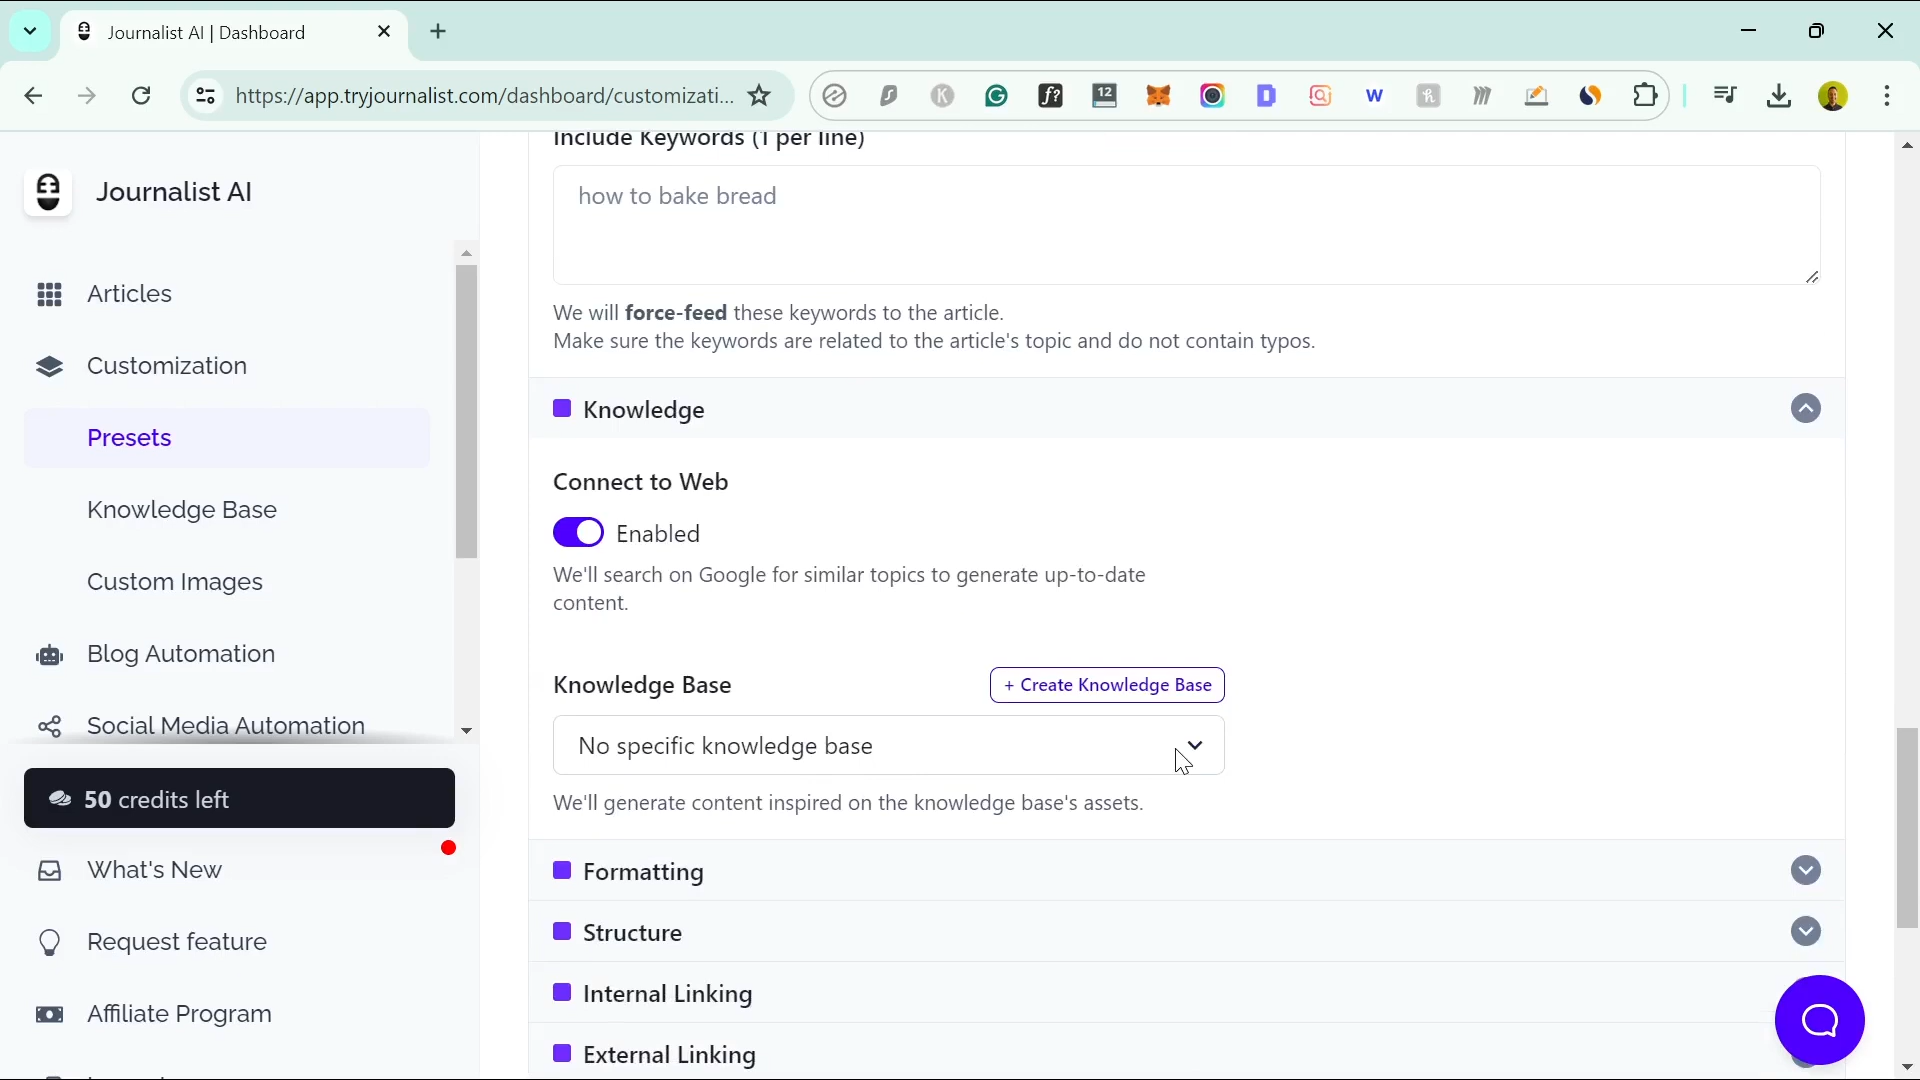 Journalist AI | Dashboard
https://app.tryjournalist.com/dashboard/customizati...
f?
12
W
Journalist AI
Articles
Customization
Presets
Knowledge Base
Custom Images
Blog Automation
Social Media Automation
50 credits left
What's New
Request feature
Affiliate Program
Include Keywords (1 per line)
how to bake bread
We will force-feed these keywords to the article.
Make sure the keywords are related to the article's topic and do not contain typos.
Knowledge
Connect to Web
Enabled
We'll search on Google for similar topics to generate up-to-date
content.
Knowledge Base
+ Create Knowledge Base
No specific knowledge base
We'll generate content inspired on the knowledge base's assets.
Formatting
Structure
Internal Linking
External Linking